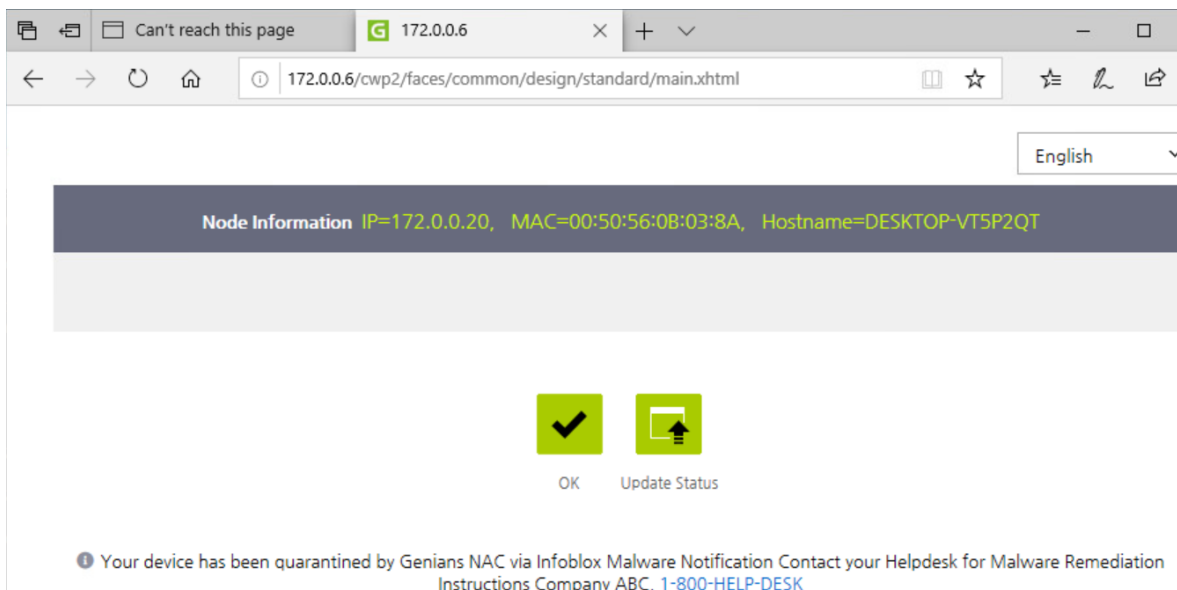 Can't reach this page
G 172.0.0.6
172.0.0.6/cwp2/faces/common/design/standard/main.xhtml
English
Node Information IP=172.0.0.20, MAC=00:50:56:0B:03:8A, Hostname=DESKTOP-VT5P2QT
OK Update Status
Your device has been quarantined by Genians NAC via Infoblox Malware Notification Contact your Helpdesk for Malware Remediation
Instructions Company ABC. 1-800-HELP-DESK